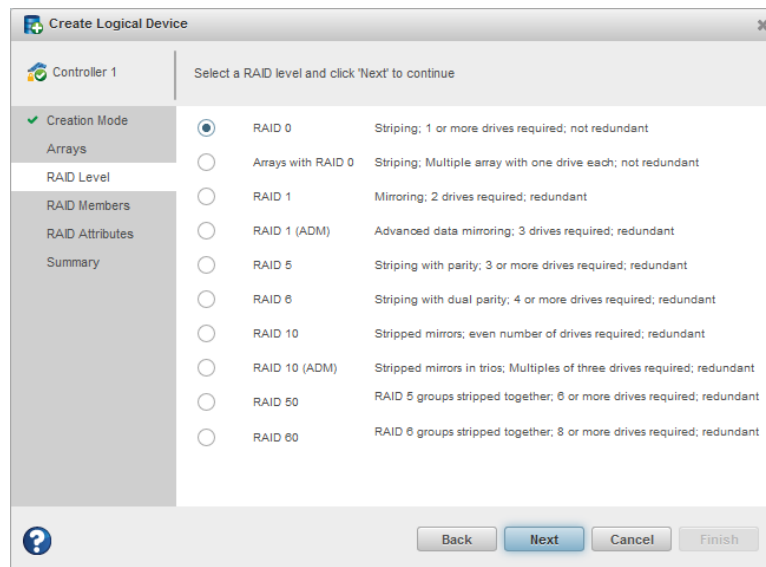 Create Logical Device
Controller 1
Select a RAID level and click 'Next' to continue
Creation Mode
Arrays
RAID Level
RAID Members
RAID Attributes
Summary
RAID 0 Striping; 1 or more drives required; not redundant
Arrays with RAID 0 Striping; Multiple array with one drive each; not redundant
RAID 1 Mirroring; 2 drives required; redundant
RAID 1 (ADM) Advanced data mirroring; 3 drives required; redundant
RAID 5 Striping with parity; 3 or more drives required; redundant
RAID 6 Striping with dual parity; 4 or more drives required; redundant
RAID 10 Stripped mirrors; even number of drives required; redundant
RAID 10 (ADM) Stripped mirrors in trios; Multiples of three drives required; redundant
RAID 50 RAID 5 groups stripped together; 6 or more drives required; redundant
RAID 60 RAID 6 groups stripped together; 8 or more drives required; redundant
Back Next Cancel Finish